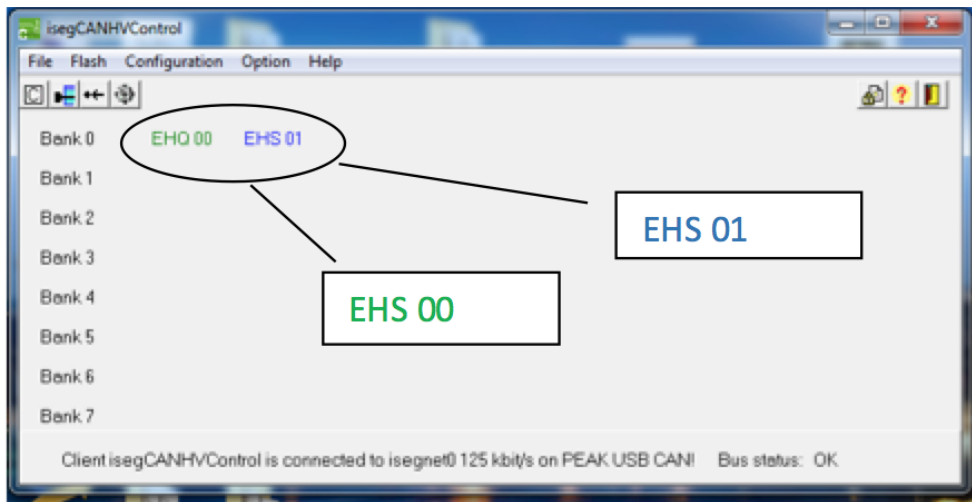 isegCANHVControl
File Flash Configuration Option Help
Bank 0 EHQ 00 EHS 01
Bank 1
Bank 2
EHS 01
Bank 3
Bank 4
EHS 00
Bank 5
Bank 6
Bank 7
Client isegCANHVControl is connected to isegnet0 125 kbit/s on PEAK USB CAN! Bus status: OK